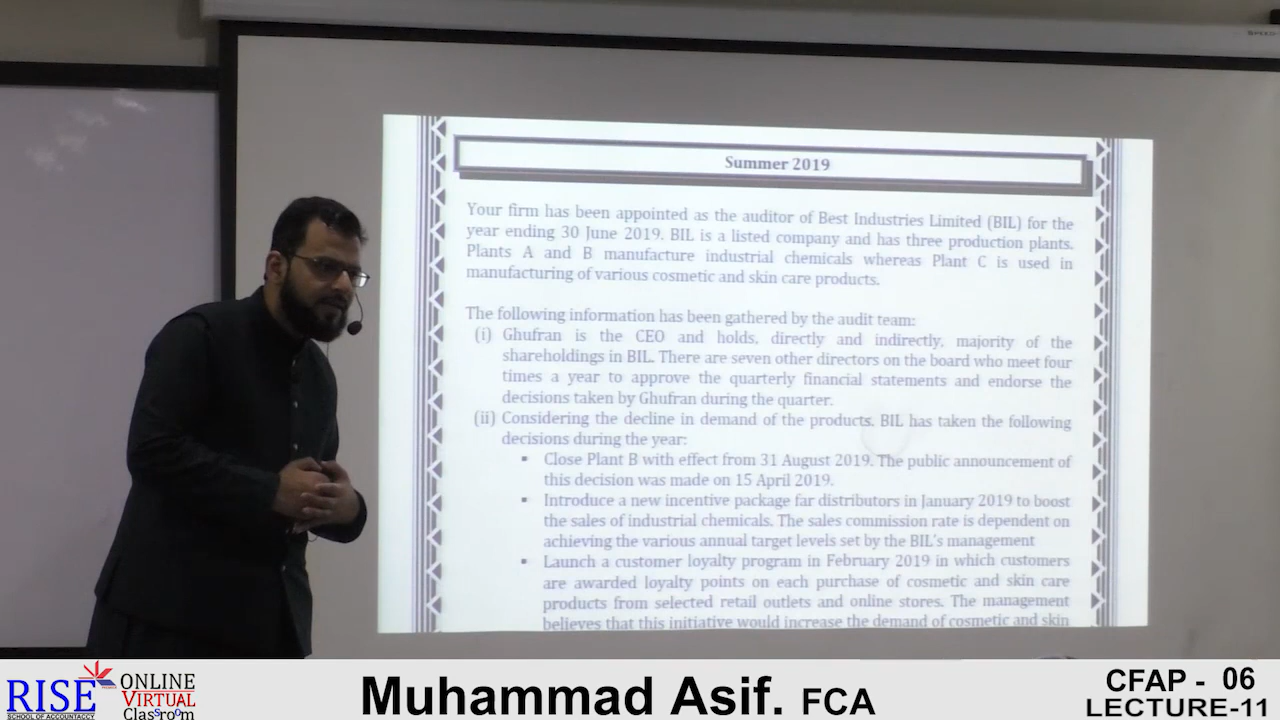 Summer 2019
Your firm has been appointed as the auditor of Best Industries Limited (BIL) for the
year ending 30 June 2019. BIL is a listed company and has three production plants.
Plants A and B manufacture industrial chemicals whereas Plant C is used in
manufacturing of various cosmetic and skin care products.
The following information has been gathered by the audit team:
(i) Ghufran is the CEO and holds, directly and indirectly, majority of the
shareholdings in BIL. There are seven other directors on the board who meet four
times a year to approve the quarterly financial statements and endorse the
decisions taken by Ghufran during the quarter.
(ii) Considering the decline in demand of the products. BIL has taken the following
decisions during the year:
▪ Close Plant B with effect from 31 August 2019. The public announcement of
this decision was made on 15 April 2019.
▪ Introduce a new incentive package far distributors in January 2019 to boost
the sales of industrial chemicals. The sales commission rate is dependent on
achieving the various annual target levels set by the BIL's management
▪ Launch a customer loyalty program in February 2019 in which customers
are awarded loyalty points on each purchase of cosmetic and skin care
products from selected retail outlets and online stores. The management
believes that this initiative would increase the demand of cosmetic and skin
RISE
SCHOOL OF ACCOUNTANCY
ONLINE
VIRTUAL
Classroom
Muhammad Asif. FCA
CFAP - 06
LECTURE-11